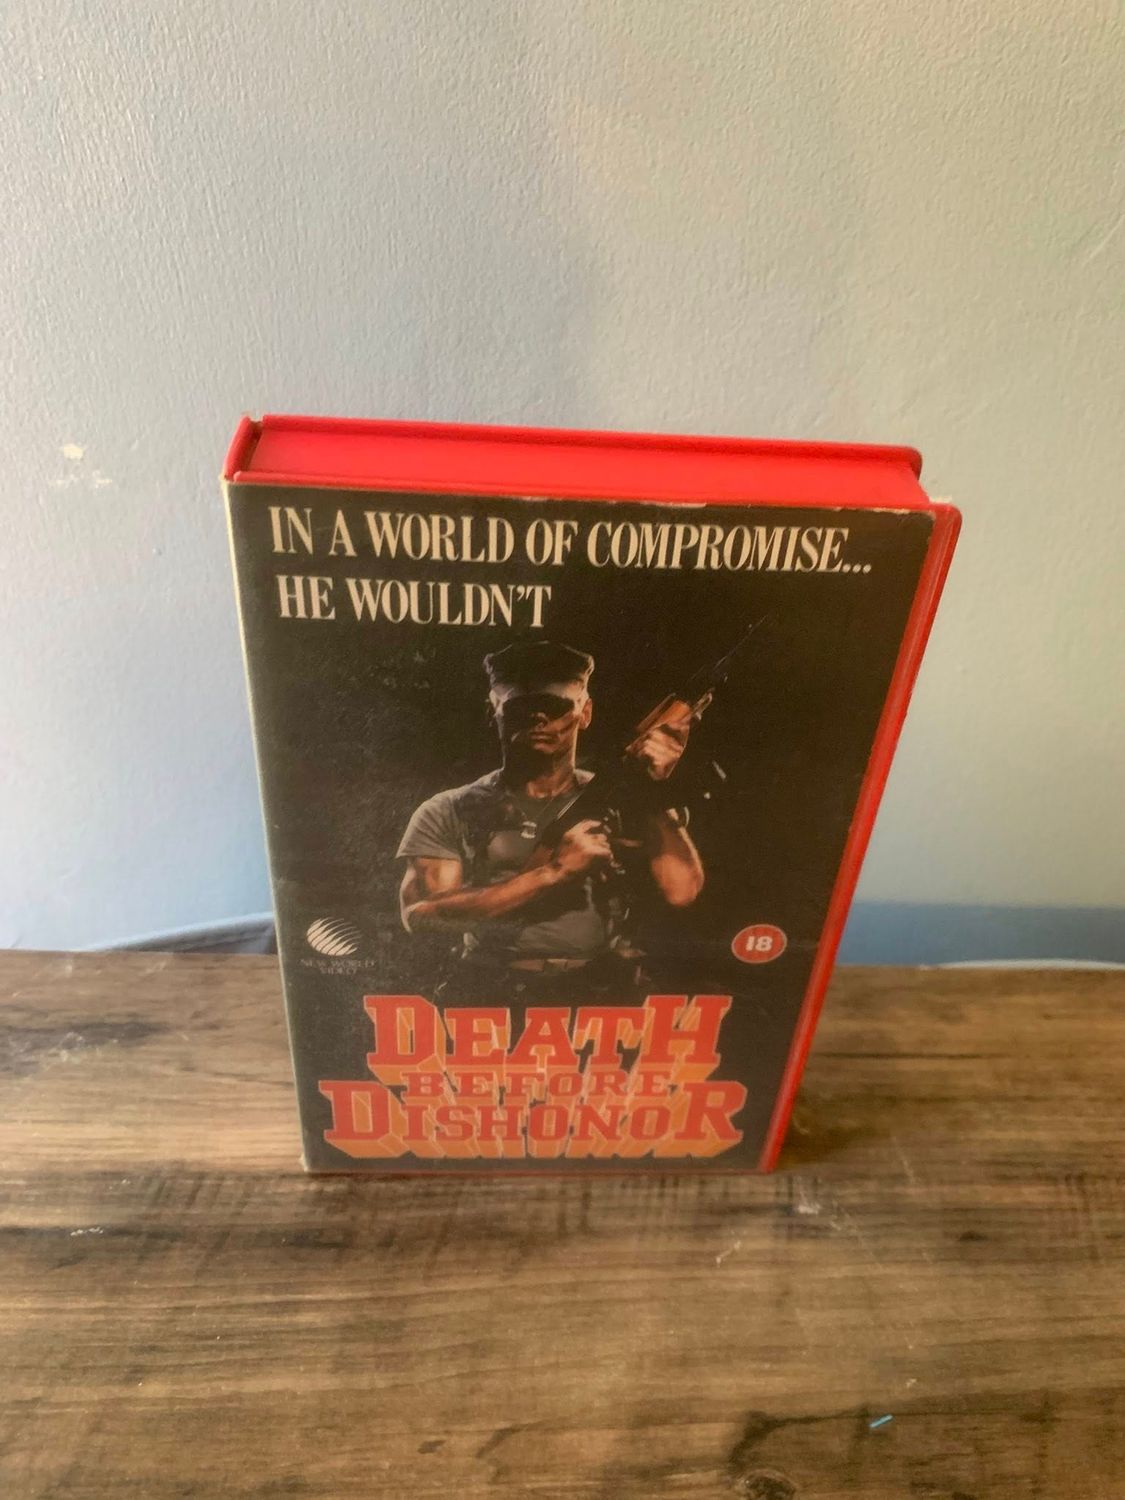 IN A WORLD OF COMPROMISE...
HE WOULDN'T
18
NEW WORLD
VIDEO
DEATH
BEFORE
DISHONOR